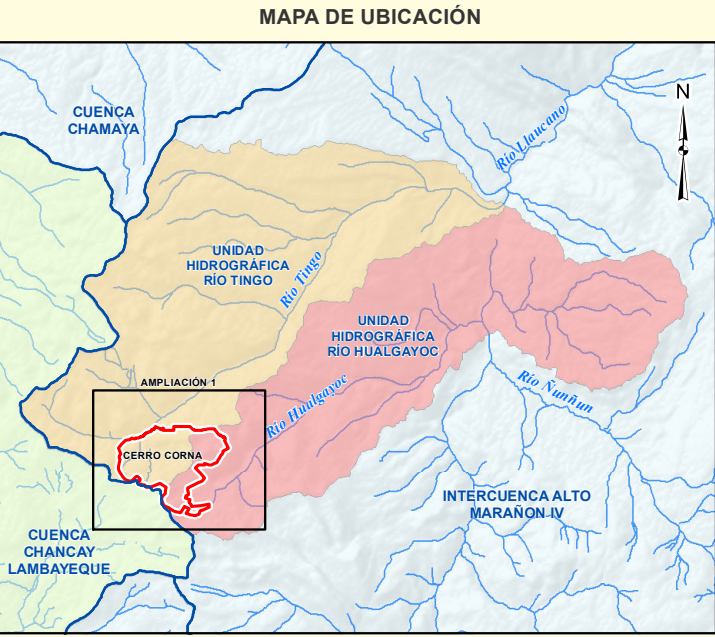 MAPA DE UBICACIÓN
N
CUENCA
CHAMAYA
Río Llaucano
UNIDAD
HIDROGRÁFICA
RÍO TINGO
Río Tingo
UNIDAD
HIDROGRÁFICA
RÍO HUALGAYOC
AMPLIACIÓN 1
Río Hualgayoc
Río Ñunñun
CERRO CORNA
INTERCUENCA ALTO
MARAÑON IV
CUENCA
CHANCAY
LAMBAYEQUE